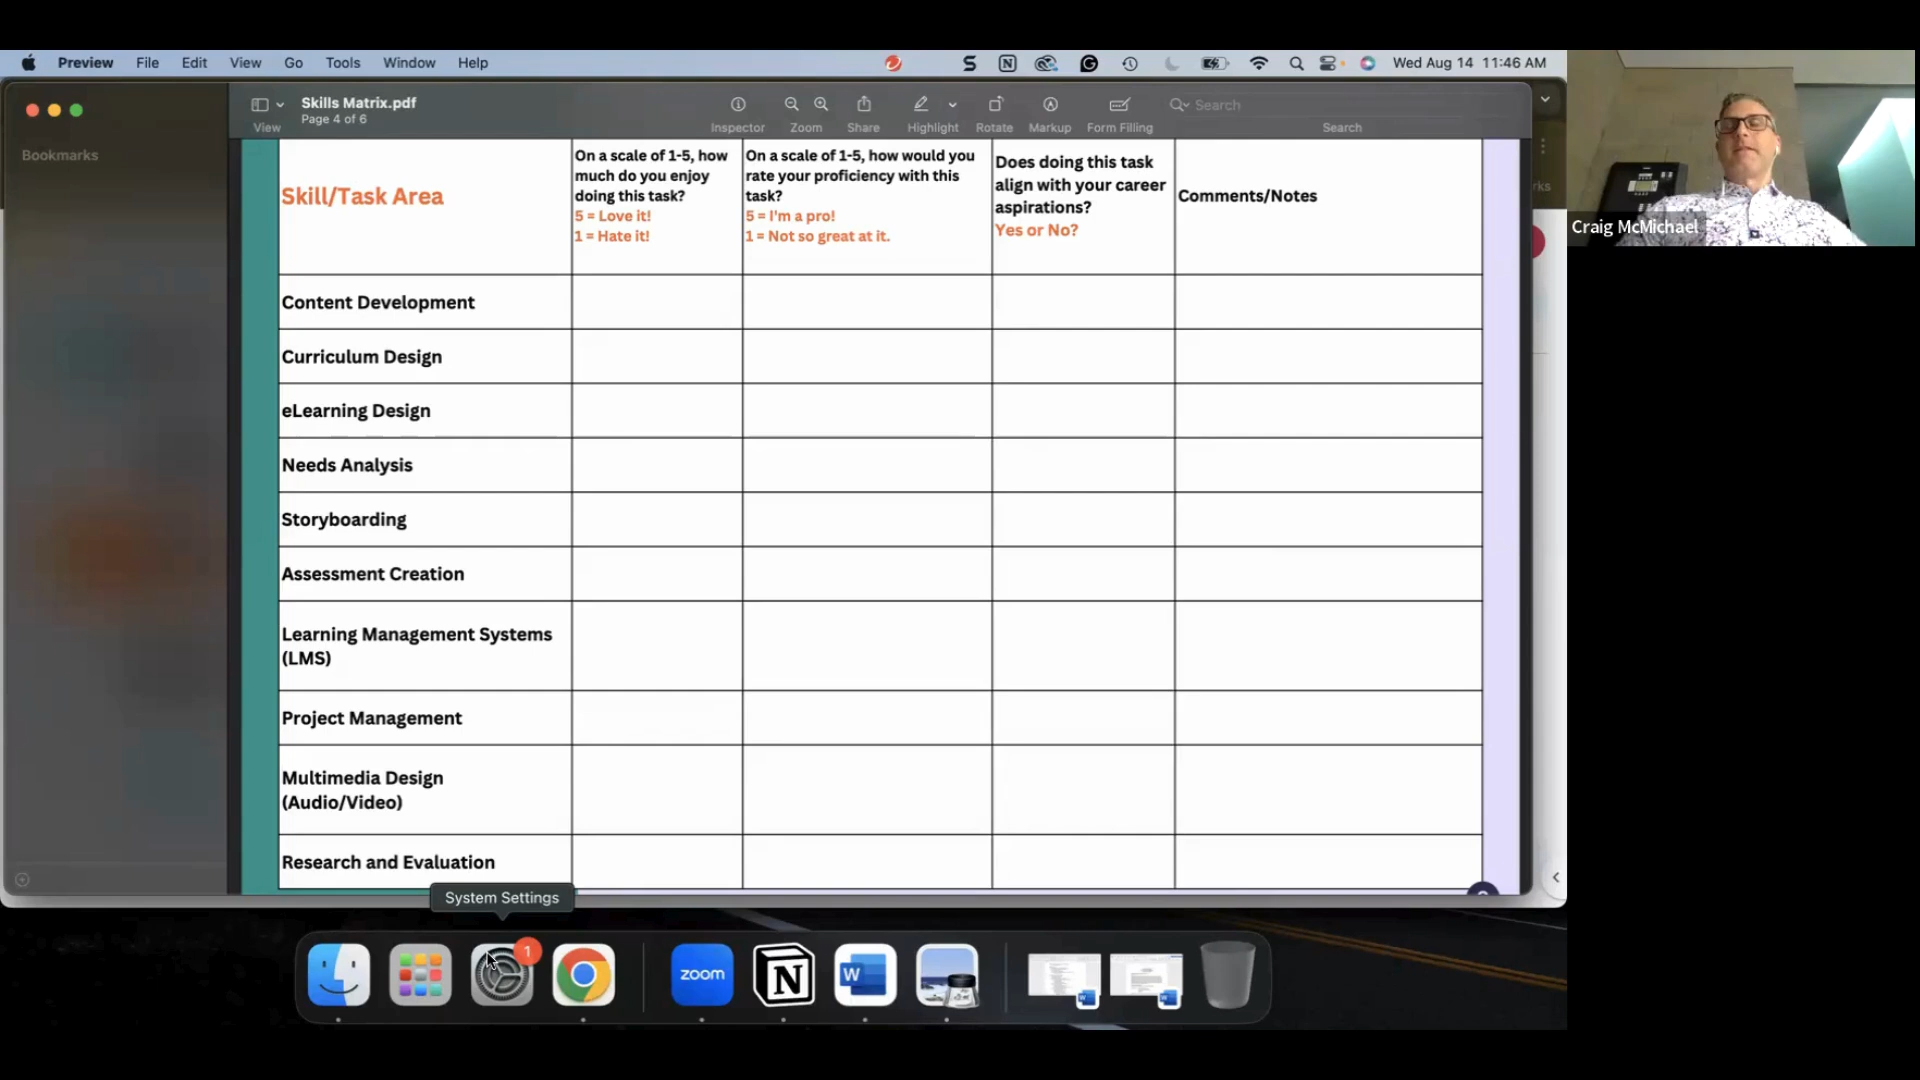 Preview File Edit View Go Tools Window Help
Wed Aug 14 11:46 AM
Skills Matrix.pdf
Page 4 of 6
View
Inspector
Zoom
Share
Highlight
Rotate
Markup
Form Filling
Search
Search
Bookmarks
Craig McMichael
Skill/Task Area
On a scale of 1-5, how
much do you enjoy
doing this task?
5 = Love it!
1 = Hate it!
On a scale of 1-5, how would you
rate your proficiency with this
task?
5 = I'm a pro!
1 = Not so great at it.
Does doing this task
align with your career
aspirations?
Yes or No?
Comments/Notes
Content Development
Curriculum Design
eLearning Design
Needs Analysis
Storyboarding
Assessment Creation
Learning Management Systems
(LMS)
Project Management
Multimedia Design
(Audio/Video)
Research and Evaluation
System Settings
1
zoom
N
W